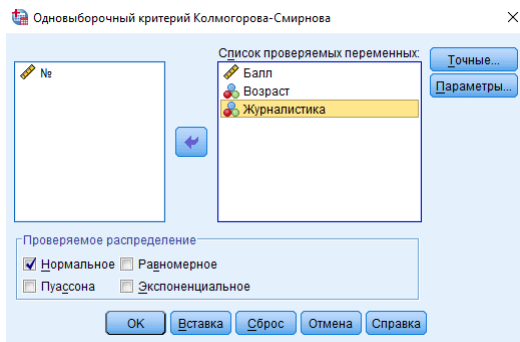 Одновыборочный критерий Колмогорова-Смирнова
Список проверяемых переменных:
№
Балл
Возраст
Журналистика
Точные...
Параметры...
Проверяемое распределение
Нормальное Равномерное
Пуассона Экспоненциальное
OK Вставка Сброс Отмена Справка